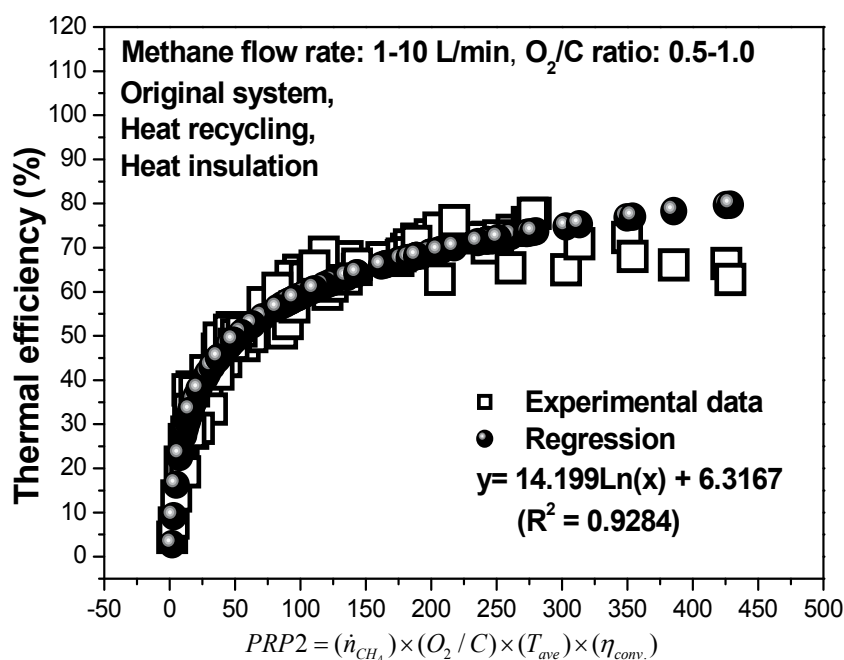 120
110
100
90
80
70
60
50
40
30
20
10
0
Thermal efficiency (%)
Methane flow rate: 1-10 L/min, O₂/C ratio: 0.5-1.0
Original system,
Heat recycling,
Heat insulation
Experimental data
Regression
y= 14.199Ln(x) + 6.3167
(R² = 0.9284)
-50 0 50 100 150 200 250 300 350 400 450 500
PRP2 = (ṅ_CH₄)×(O₂ / C)×(T_ave)×(η_conv.)